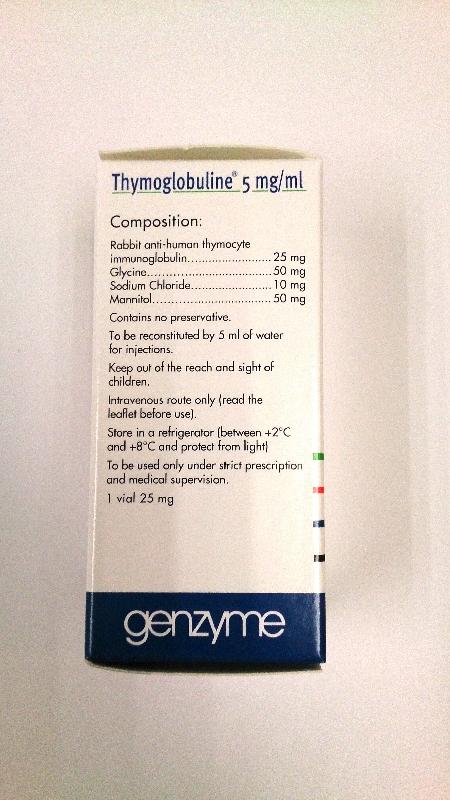 Thymoglobuline® 5 mg/ml
Composition:
Rabbit anti-human thymocyte
immunoglobulin........................25 mg
Glycine...............................50 mg
Sodium Chloride.......................10 mg
Mannitol..............................50 mg
Contains no preservative.
To be reconstituted by 5 ml of water
for injections.
Keep out of the reach and sight of
children.
Intravenous route only (read the
leaflet before use).
Store in a refrigerator (between +2°C
and +8°C and protect from light)
To be used only under strict prescription
and medical supervision.
1 vial 25 mg
genzyme